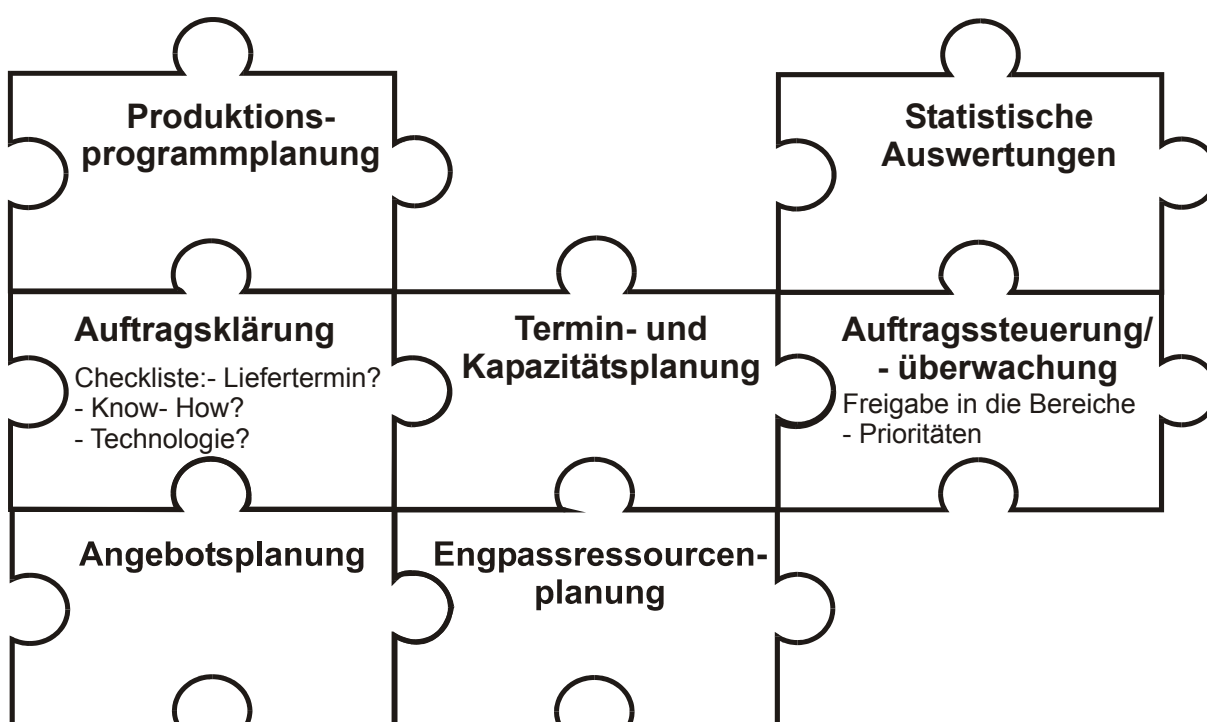 Produktions-
programmplanung
Statistische
Auswertungen
Auftragsklärung
Checkliste:- Liefertermin?
- Know- How?
- Technologie?
Termin- und
Kapazitätsplanung
Auftragssteuerung/
- überwachung
Freigabe in die Bereiche
- Prioritäten
Angebotsplanung
Engpassressourcen-
planung